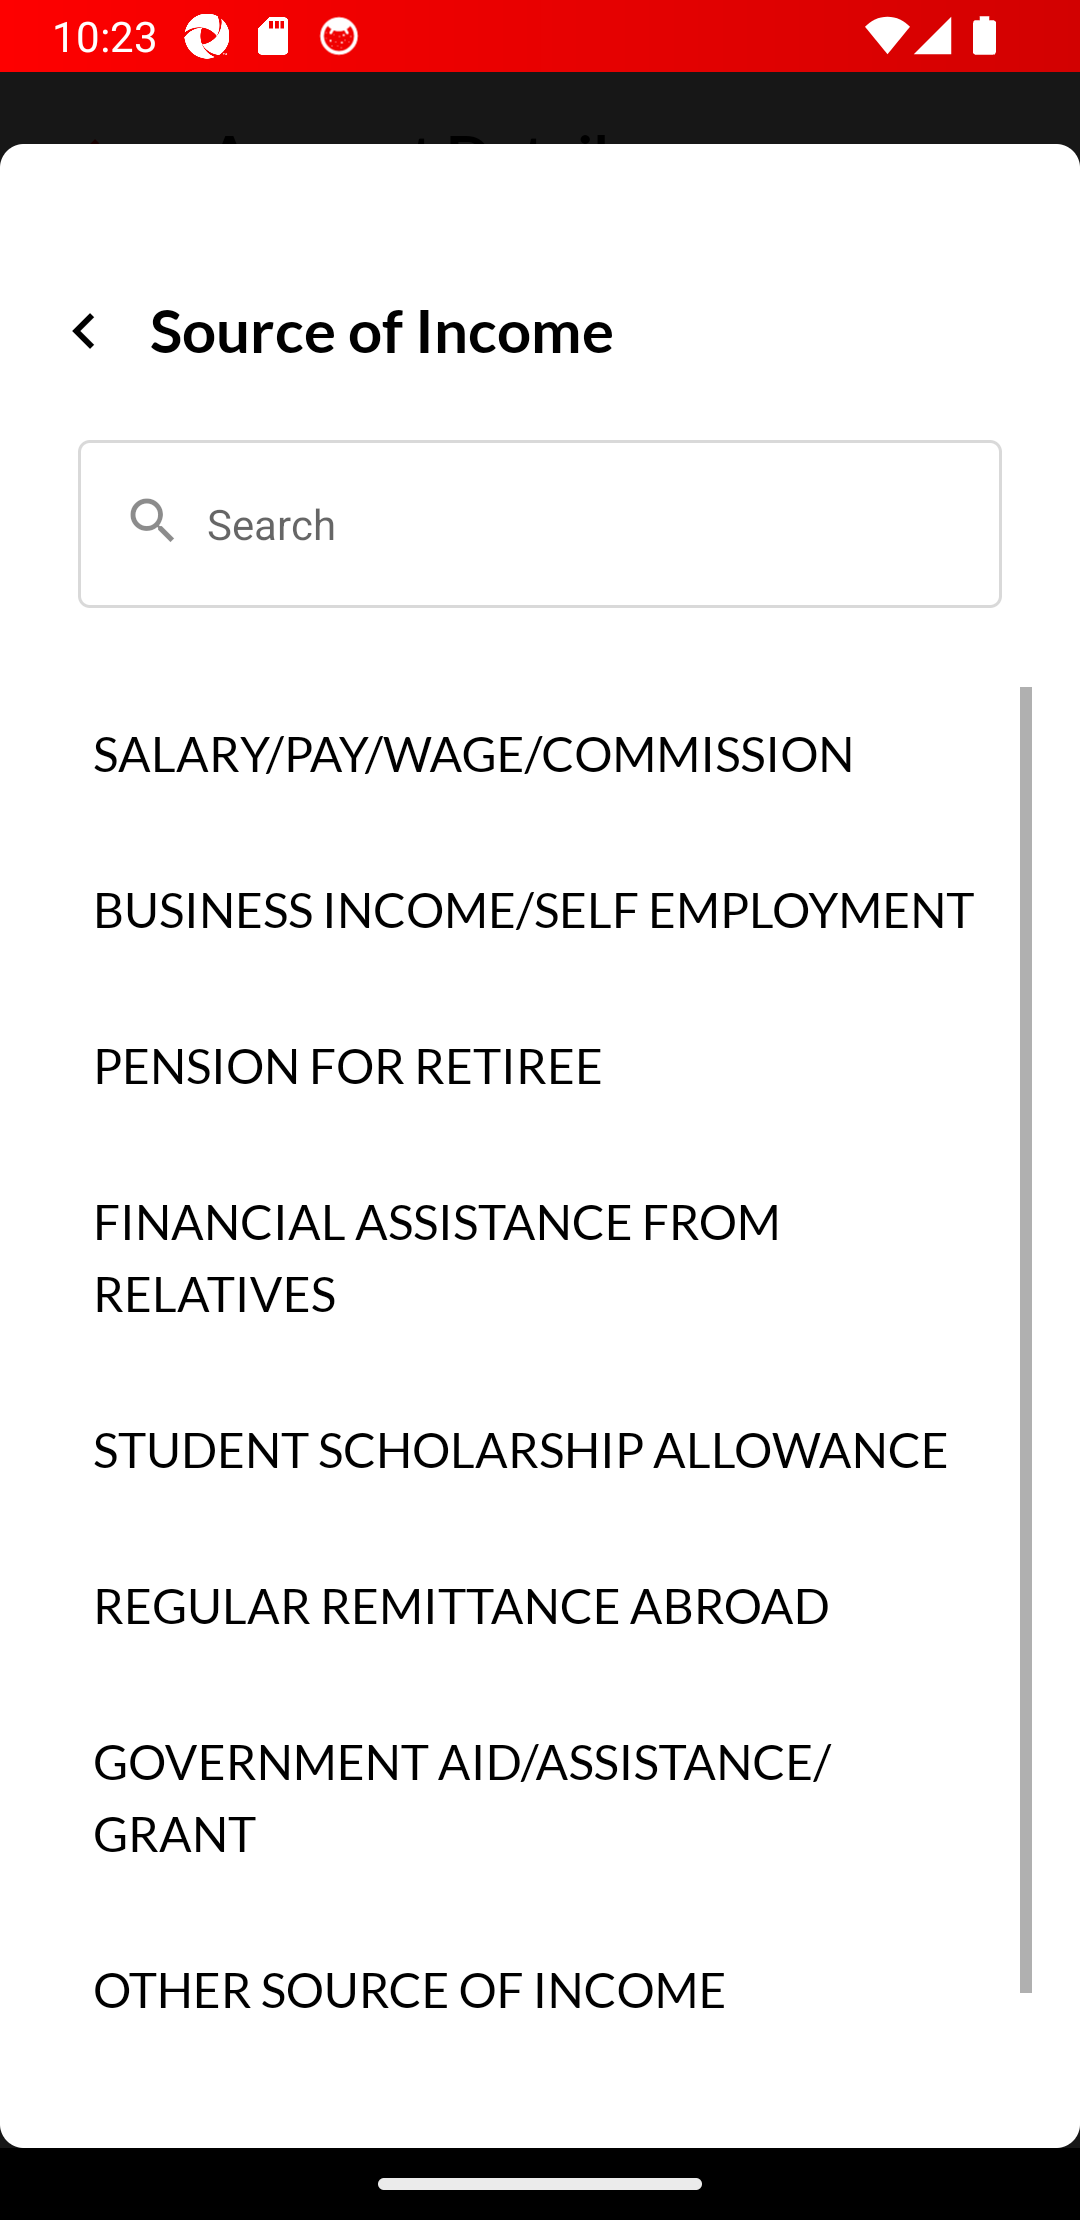 10:23
Source of Income
Search
SALARY/PAY/WAGE/COMMISSION
BUSINESS INCOME/SELF EMPLOYMENT
PENSION FOR RETIREE
FINANCIAL ASSISTANCE FROM
RELATIVES
STUDENT SCHOLARSHIP ALLOWANCE
REGULAR REMITTANCE ABROAD
GOVERNMENT AID/ASSISTANCE/
GRANT
OTHER SOURCE OF INCOME